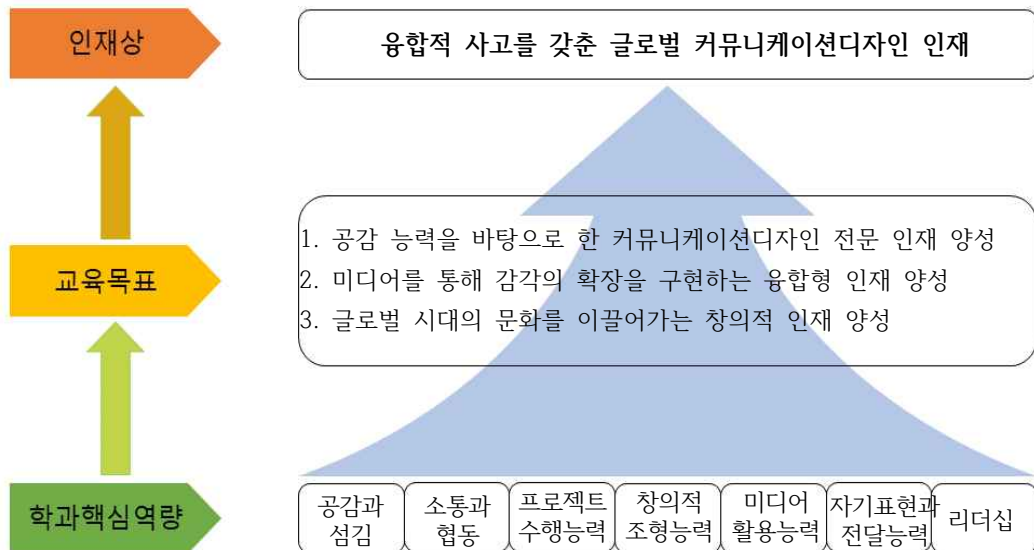 인재상
융합적 사고를 갖춘 글로벌 커뮤니케이션디자인 인재
교육목표
1. 공감 능력을 바탕으로 한 커뮤니케이션디자인 전문 인재 양성
2. 미디어를 통해 감각의 확장을 구현하는 융합형 인재 양성
3. 글로벌 시대의 문화를 이끌어가는 창의적 인재 양성
학과핵심역량
공감과
섬김
소통과
협동
프로젝트
수행능력
창의적
조형능력
미디어
활용능력
자기표현과
전달능력
리더십